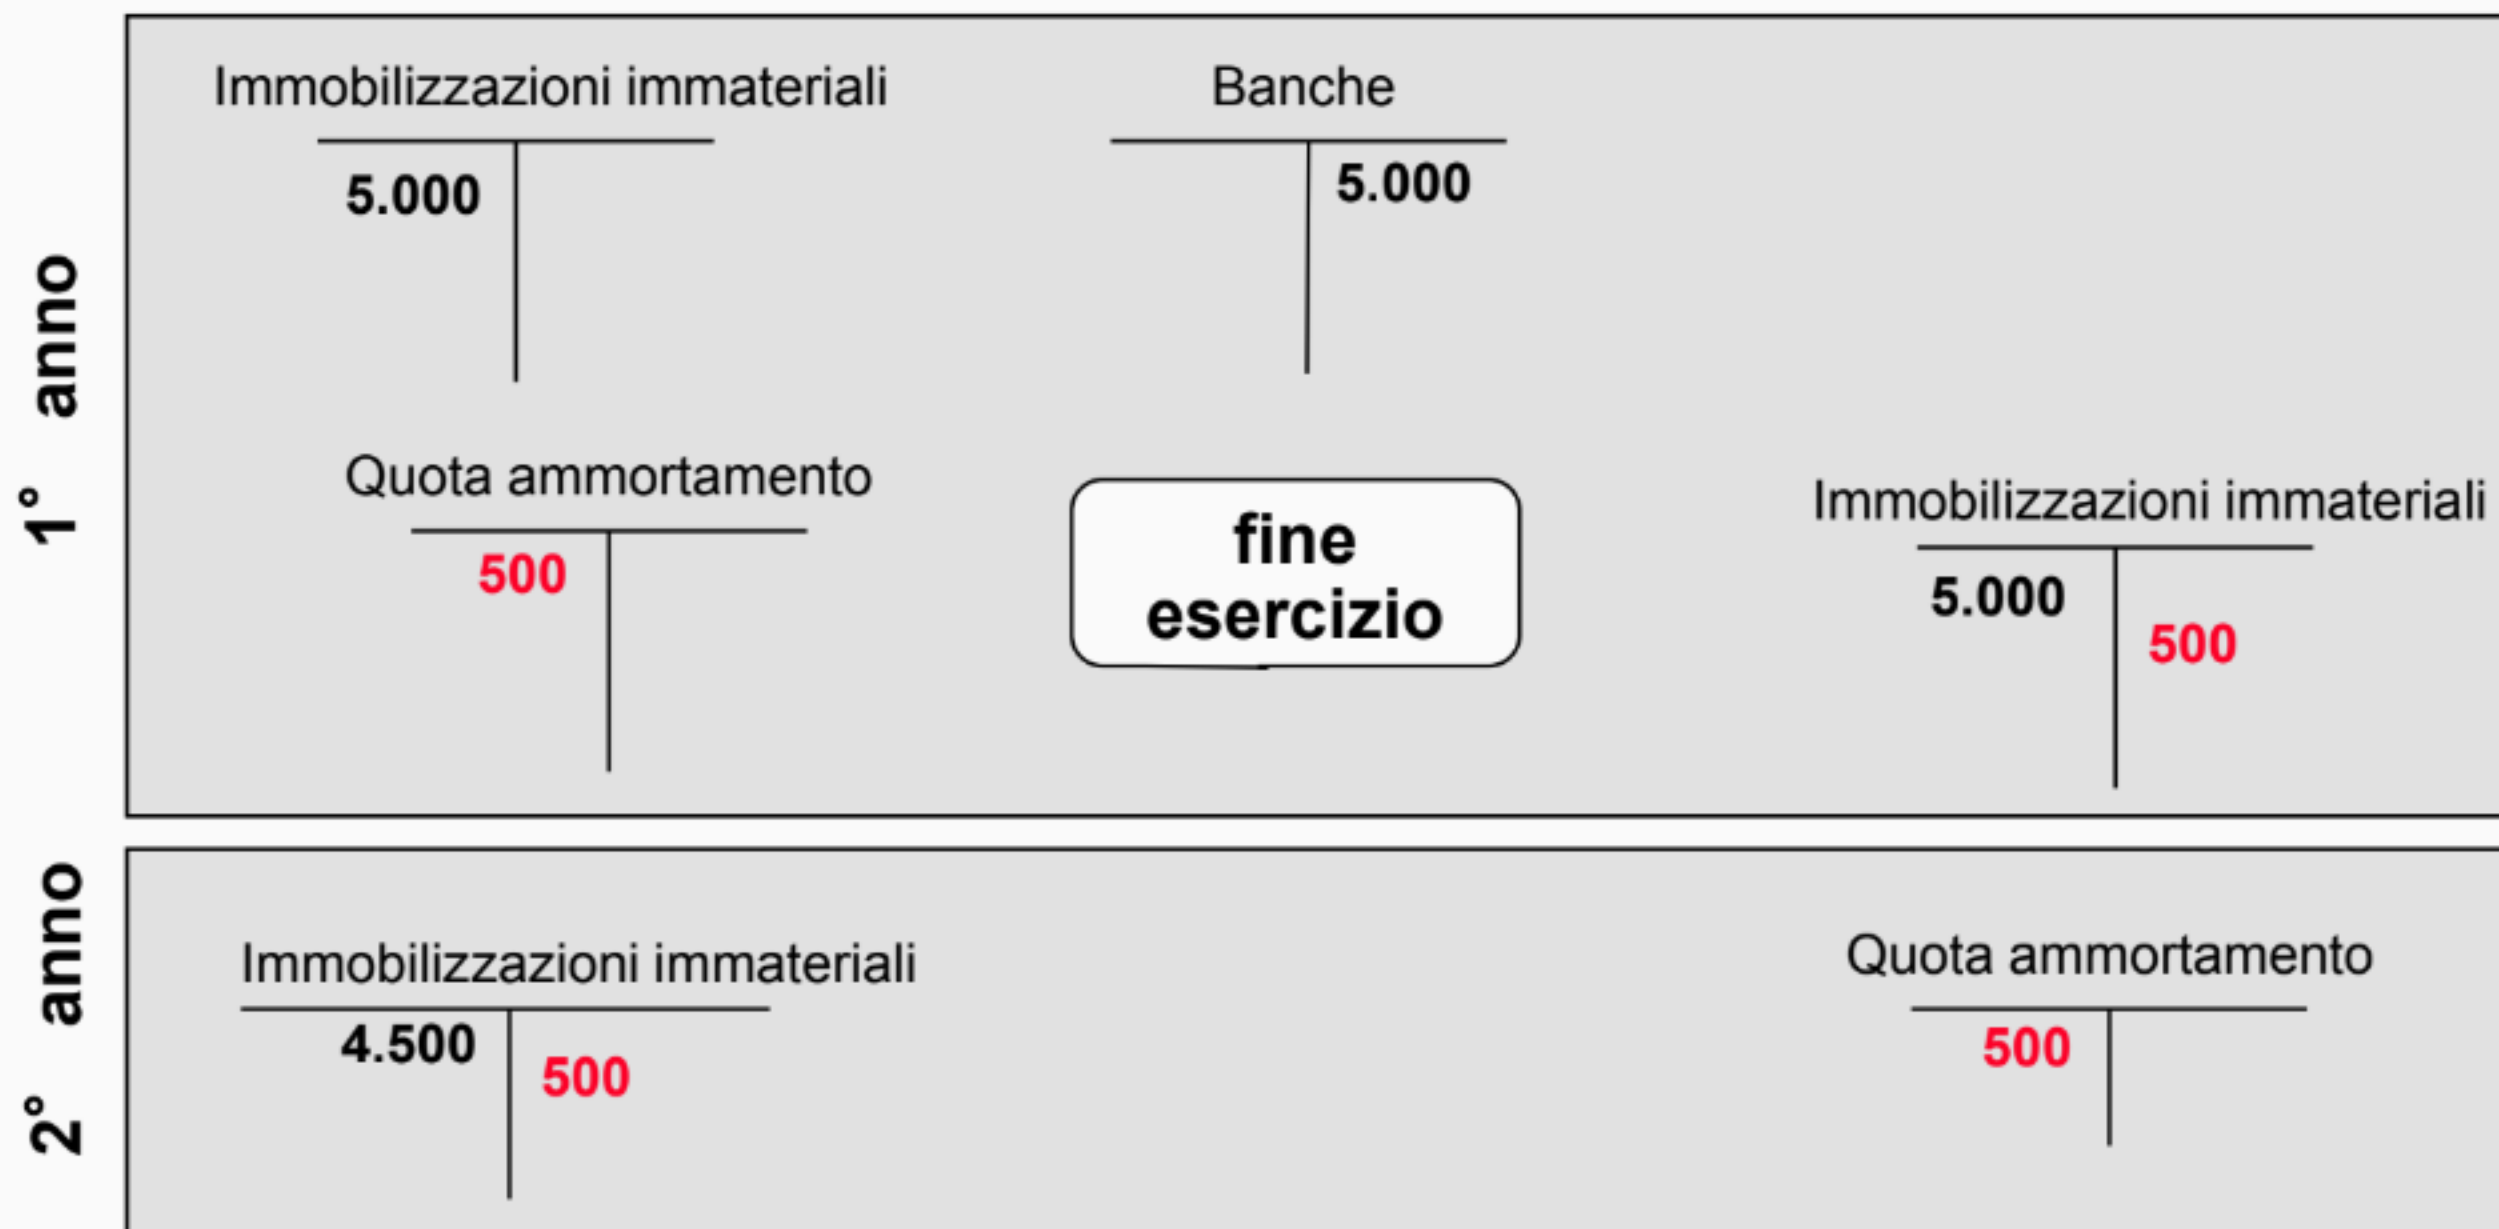 1° anno
Immobilizzazioni immateriali
Banche
5.000
5.000
Quota ammortamento
fine
esercizio
Immobilizzazioni immateriali
500
5.000
500
2° anno
Immobilizzazioni immateriali
Quota ammortamento
4.500
500
500